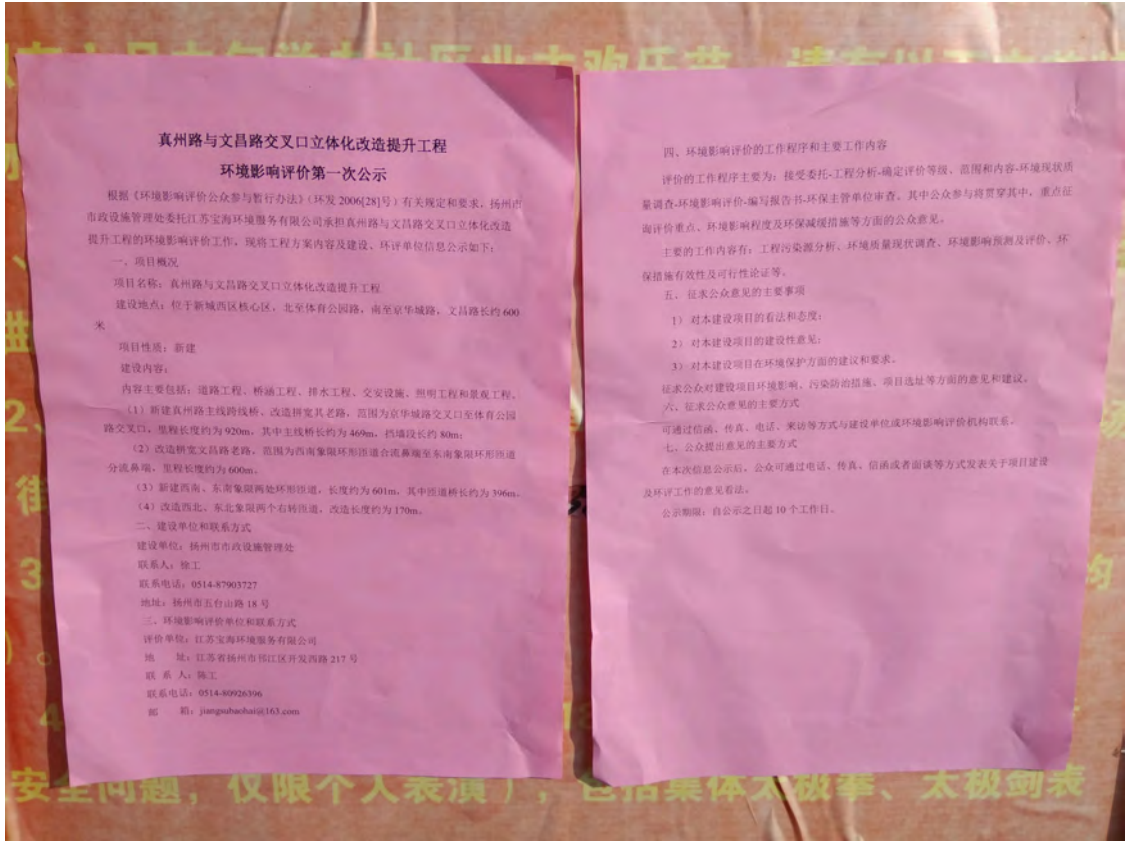 真州路与文昌路交叉口立体化改造提升工程
环境影响评价第一次公示
根据《环境影响评价公众参与暂行办法》(环发 2006[28]号)有关规定和要求，扬州市
市政设施管理处委托江苏宝海环境服务有限公司承担真州路与文昌路交叉口立体化改造
提升工程的环境影响评价工作，现将工程方案内容及建设、环评单位信息公示如下：
一、项目概况
项目名称：真州路与文昌路交叉口立体化改造提升工程
建设地点：位于新城西区核心区，北至体育公园路，南至京华城路，文昌路长约 600
米
项目性质：新建
建设内容：
内容主要包括：道路工程、桥涵工程、排水工程、交安设施、照明工程和景观工程。
（1）新建真州路主线跨线桥、改造拼宽其老路，范围为京华城路交叉口至体育公园
路交叉口，里程长度约为 920m，其中主线桥长约为 469m，挡墙段长约 80m；
（2）改造拼宽文昌路老路，范围为西南象限环形匝道合流鼻端至东南象限环形匝道
分流鼻端，里程长度约为 600m。
（3）新建西南、东南象限两处环形匝道，长度约为 601m，其中匝道桥长约为 396m。
（4）改造西北、东北象限两个右转匝道，改造长度约为 170m。
二、建设单位和联系方式
建设单位：扬州市市政设施管理处
联系人：徐工
联系电话：0514-87903727
地址：扬州市五台山路 18 号
三、环境影响评价单位和联系方式
评价单位：江苏宝海环境服务有限公司
地 址：江苏省扬州市邗江区开发西路 217 号
联 系 人：陈工
联系电话：0514-80926396
邮 箱：jiangsubaohai@163.com
四、环境影响评价的工作程序和主要工作内容
评价的工作程序主要为：接受委托-工程分析-确定评价等级、范围和内容-环境现状质
量调查-环境影响评价-编写报告书-环保主管单位审查。其中公众参与将贯穿其中，重点征
询评价重点、环境影响程度及环保减缓措施等方面的公众意见。
主要的工作内容有：工程污染源分析、环境质量现状调查、环境影响预测及评价、环
保措施有效性及可行性论证等。
五、征求公众意见的主要事项
1） 对本建设项目的看法和态度；
2） 对本建设项目的建设性意见；
3） 对本建设项目在环境保护方面的建议和要求。
征求公众对建设项目环境影响、污染防治措施、项目选址等方面的意见和建议。
六、征求公众意见的主要方式
可通过信函、传真、电话、来访等方式与建设单位或环境影响评价机构联系。
七、公众提出意见的主要方式
在本次信息公示后，公众可通过电话、传真、信函或者面谈等方式发表关于项目建设
及环评工作的意见看法。
公示期限：自公示之日起 10 个工作日。
2、
街
3
均
）。
4
安全问题，仅限个人表演），包括集体太极拳、太极剑表